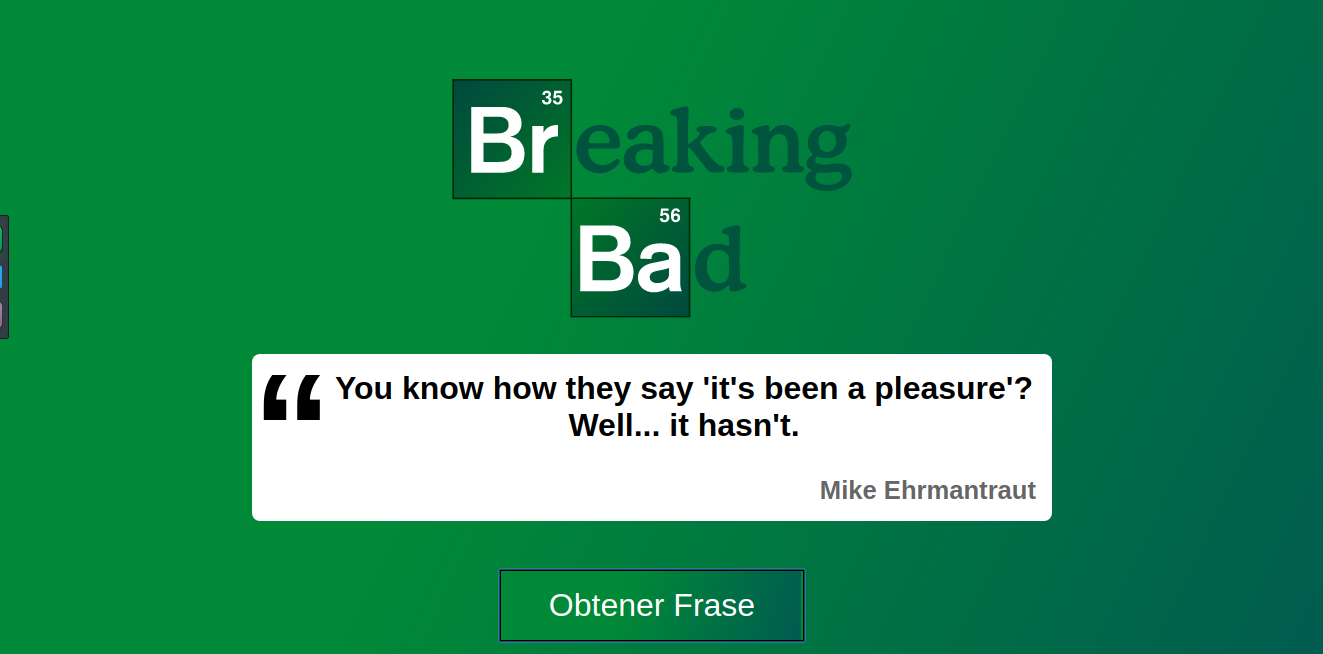 35
Breaking
56
Bad
“ You know how they say 'it's been a pleasure'?
Well... it hasn't.
Mike Ehrmantraut
Obtener Frase